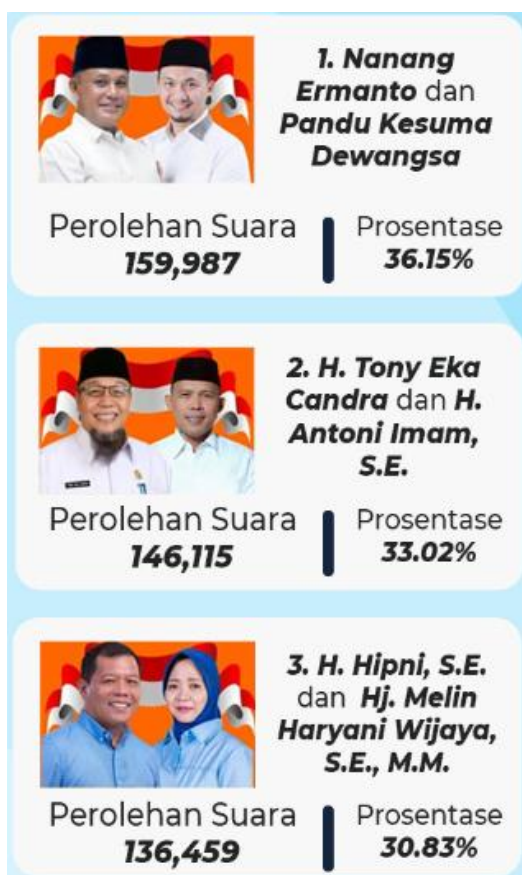 1. Nanang
Ermanto dan
Pandu Kesuma
Dewangsa
Perolehan Suara
159,987
Prosentase
36.15%
2. H. Tony Eka
Candra dan H.
Antoni Imam,
S.E.
Perolehan Suara
146,115
Prosentase
33.02%
3. H. Hipni, S.E.
dan Hj. Melin
Haryani Wijaya,
S.E., M.M.
Perolehan Suara
136,459
Prosentase
30.83%